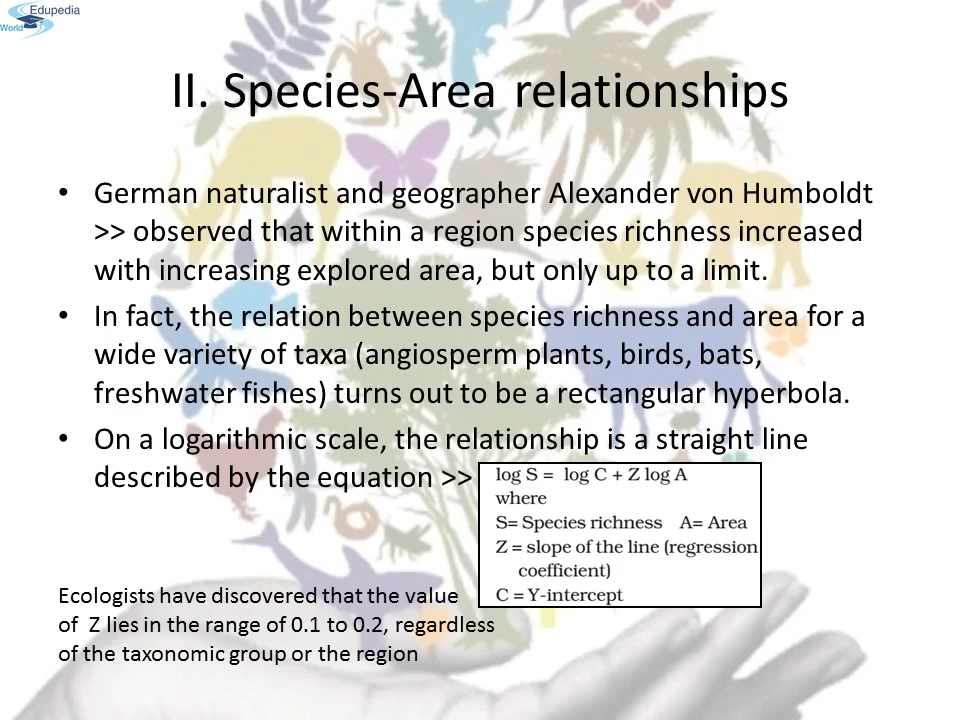 Edupedia
World
II. Species-Area relationships
• German naturalist and geographer Alexander von Humboldt
>> observed that within a region species richness increased
with increasing explored area, but only up to a limit.
• In fact, the relation between species richness and area for a
wide variety of taxa (angiosperm plants, birds, bats,
freshwater fishes) turns out to be a rectangular hyperbola.
• On a logarithmic scale, the relationship is a straight line
described by the equation >>
log S = log C + Z log A
where
S= Species richness A= Area
Z = slope of the line (regression
coefficient)
C = Y-intercept
Ecologists have discovered that the value
of Z lies in the range of 0.1 to 0.2, regardless
of the taxonomic group or the region